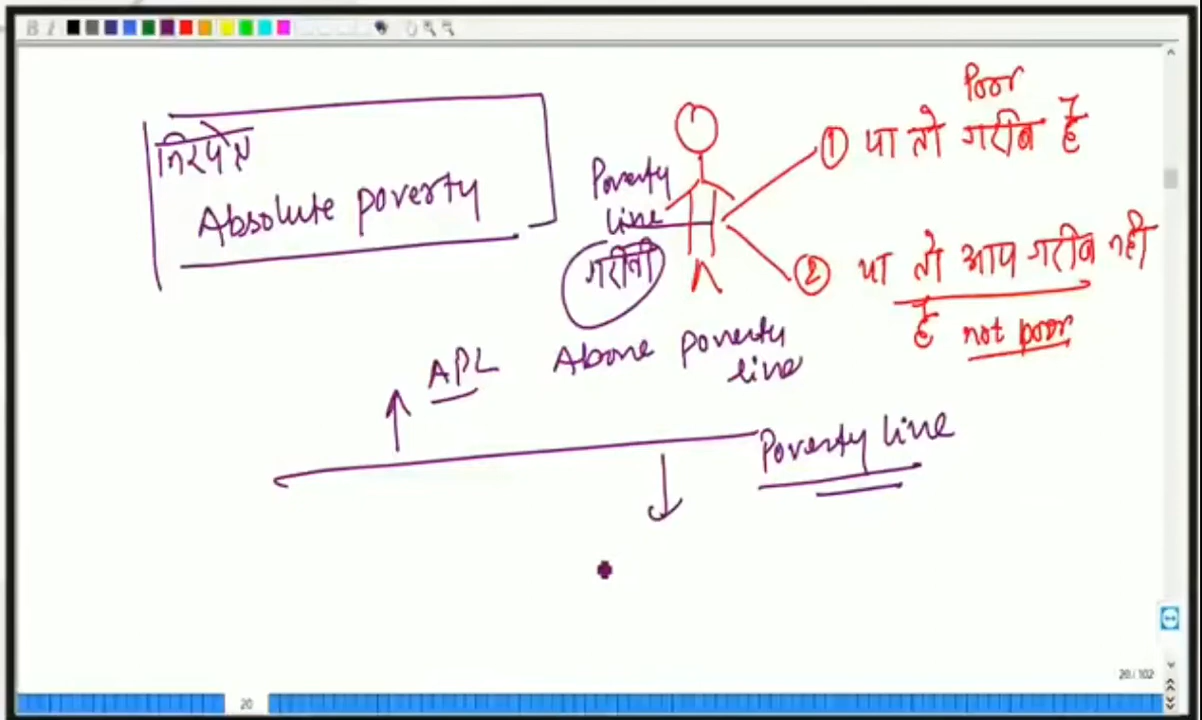 निरपेक्ष
Absolute poverty
Poverty
line
गरीबी
Poor
① या तो गरीब है
② या तो आप गरीब नही
है not poor
APL Above poverty
line
Poverty line
20 / 102
20